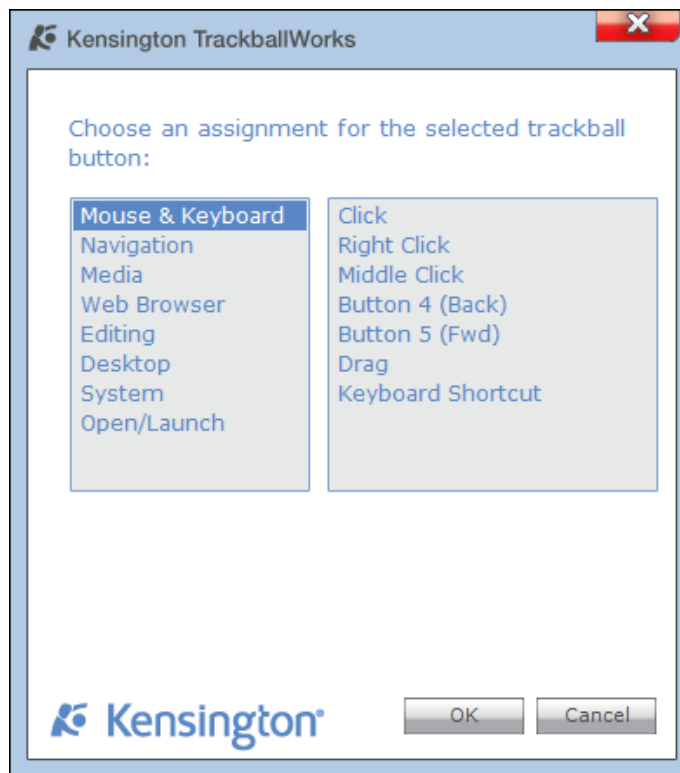 Kensington TrackballWorks
Choose an assignment for the selected trackball
button:
Mouse & Keyboard
Navigation
Media
Web Browser
Editing
Desktop
System
Open/Launch
Click
Right Click
Middle Click
Button 4 (Back)
Button 5 (Fwd)
Drag
Keyboard Shortcut
Kensington®
OK
Cancel